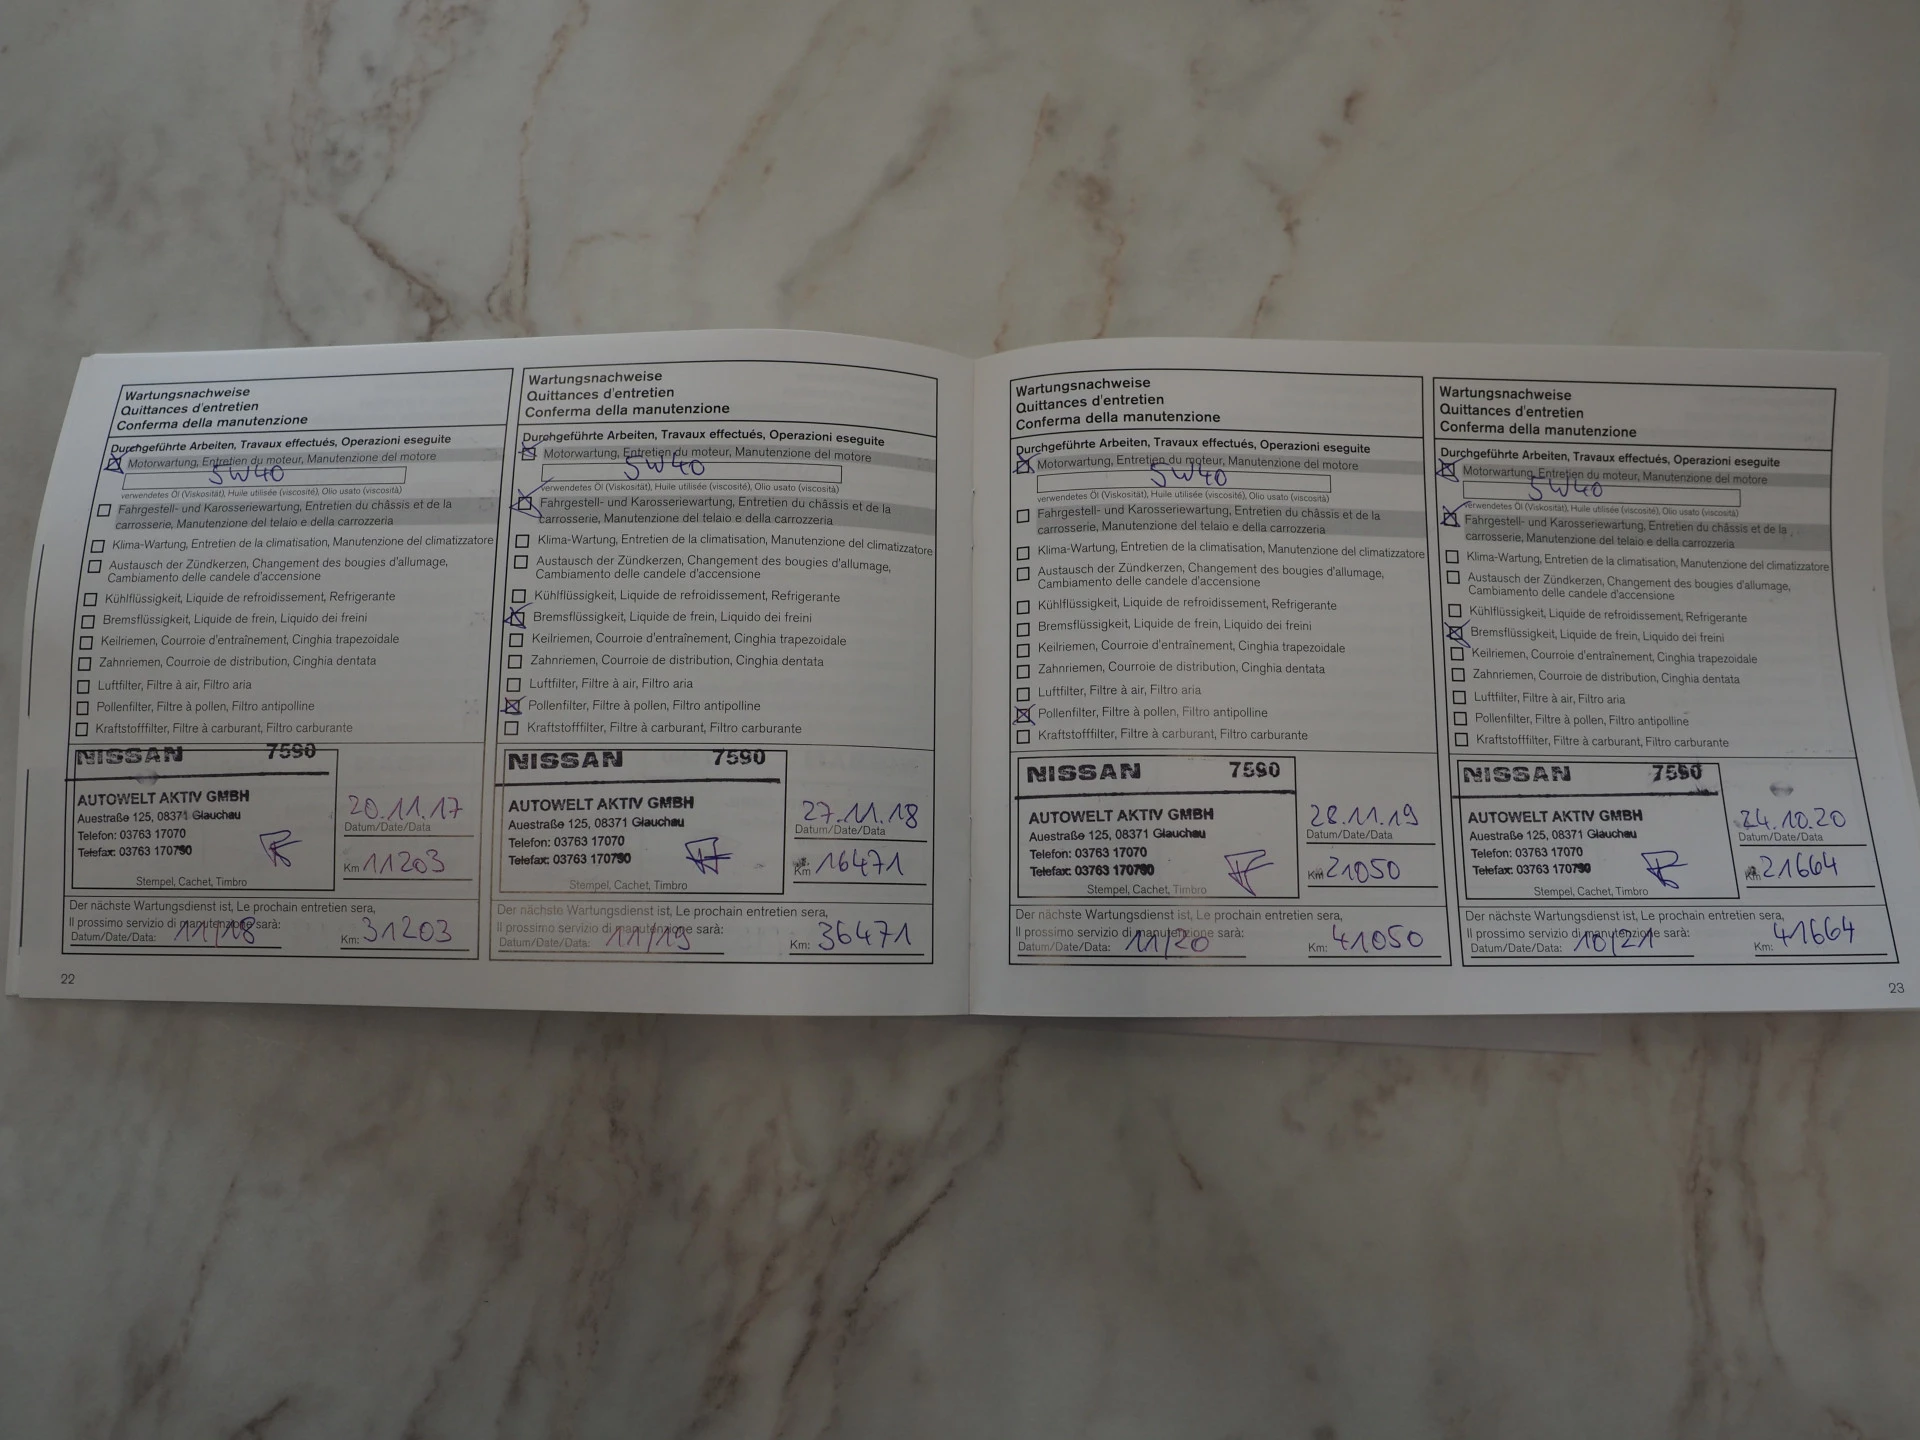 Wartungsnachweise
Quittances d'entretien
Conferma della manutenzione
Durchgeführte Arbeiten, Travaux effectués, Operazioni eseguite
Motorwartung, Entretien du moteur, Manutenzione del motore
5W40
verwendetes Öl (Viskosität), Huile utilisée (viscosité), Olio usato (viscosità)
Fahrgestell- und Karosseriewartung, Entretien du châssis et de la
carrosserie, Manutenzione del telaio e della carrozzeria
Klima-Wartung, Entretien de la climatisation, Manutenzione del climatizzatore
Austausch der Zündkerzen, Changement des bougies d'allumage,
Cambiamento delle candele d'accensione
Kühlflüssigkeit, Liquide de refroidissement, Refrigerante
Bremsflüssigkeit, Liquide de frein, Liquido dei freini
Keilriemen, Courroie d'entraînement, Cinghia trapezoidale
Zahnriemen, Courroie de distribution, Cinghia dentata
Luftfilter, Filtre à air, Filtro aria
Pollenfilter, Filtre à pollen, Filtro antipolline
Kraftstofffilter, Filtre à carburant, Filtro carburante
NISSAN 7590
AUTOWELT AKTIV GMBH
Auestraße 125, 08371 Glauchau
Telefon: 03763 17070
Telefax: 03763 170790
Stempel, Cachet, Timbro
20.11.17
Datum/Date/Data
Km 11203
Der nächste Wartungsdienst ist, Le prochain entretien sera,
Il prossimo servizio di manutenzione sarà:
Datum/Date/Data: 11/18 Km: 31203
22
Wartungsnachweise
Quittances d'entretien
Conferma della manutenzione
Durchgeführte Arbeiten, Travaux effectués, Operazioni eseguite
Motorwartung, Entretien du moteur, Manutenzione del motore
5W40
verwendetes Öl (Viskosität), Huile utilisée (viscosité), Olio usato (viscosità)
Fahrgestell- und Karosseriewartung, Entretien du châssis et de la
carrosserie, Manutenzione del telaio e della carrozzeria
Klima-Wartung, Entretien de la climatisation, Manutenzione del climatizzatore
Austausch der Zündkerzen, Changement des bougies d'allumage,
Cambiamento delle candele d'accensione
Kühlflüssigkeit, Liquide de refroidissement, Refrigerante
Bremsflüssigkeit, Liquide de frein, Liquido dei freini
Keilriemen, Courroie d'entraînement, Cinghia trapezoidale
Zahnriemen, Courroie de distribution, Cinghia dentata
Luftfilter, Filtre à air, Filtro aria
Pollenfilter, Filtre à pollen, Filtro antipolline
Kraftstofffilter, Filtre à carburant, Filtro carburante
NISSAN 7590
AUTOWELT AKTIV GMBH
Auestraße 125, 08371 Glauchau
Telefon: 03763 17070
Telefax: 03763 170790
Stempel, Cachet, Timbro
27.11.18
Datum/Date/Data
Km 16471
Der nächste Wartungsdienst ist, Le prochain entretien sera,
Il prossimo servizio di manutenzione sarà:
Datum/Date/Data: 11/19 Km: 36471
Wartungsnachweise
Quittances d'entretien
Conferma della manutenzione
Durchgeführte Arbeiten, Travaux effectués, Operazioni eseguite
Motorwartung, Entretien du moteur, Manutenzione del motore
5W40
verwendetes Öl (Viskosität), Huile utilisée (viscosité), Olio usato (viscosità)
Fahrgestell- und Karosseriewartung, Entretien du châssis et de la
carrosserie, Manutenzione del telaio e della carrozzeria
Klima-Wartung, Entretien de la climatisation, Manutenzione del climatizzatore
Austausch der Zündkerzen, Changement des bougies d'allumage,
Cambiamento delle candele d'accensione
Kühlflüssigkeit, Liquide de refroidissement, Refrigerante
Bremsflüssigkeit, Liquide de frein, Liquido dei freini
Keilriemen, Courroie d'entraînement, Cinghia trapezoidale
Zahnriemen, Courroie de distribution, Cinghia dentata
Luftfilter, Filtre à air, Filtro aria
Pollenfilter, Filtre à pollen, Filtro antipolline
Kraftstofffilter, Filtre à carburant, Filtro carburante
NISSAN 7590
AUTOWELT AKTIV GMBH
Auestraße 125, 08371 Glauchau
Telefon: 03763 17070
Telefax: 03763 170790
Stempel, Cachet, Timbro
28.11.19
Datum/Date/Data
Km 21050
Der nächste Wartungsdienst ist, Le prochain entretien sera,
Il prossimo servizio di manutenzione sarà:
Datum/Date/Data: 11/20 Km: 41050
Wartungsnachweise
Quittances d'entretien
Conferma della manutenzione
Durchgeführte Arbeiten, Travaux effectués, Operazioni eseguite
Motorwartung, Entretien du moteur, Manutenzione del motore
5W40
verwendetes Öl (Viskosität), Huile utilisée (viscosité), Olio usato (viscosità)
Fahrgestell- und Karosseriewartung, Entretien du châssis et de la
carrosserie, Manutenzione del telaio e della carrozzeria
Klima-Wartung, Entretien de la climatisation, Manutenzione del climatizzatore
Austausch der Zündkerzen, Changement des bougies d'allumage,
Cambiamento delle candele d'accensione
Kühlflüssigkeit, Liquide de refroidissement, Refrigerante
Bremsflüssigkeit, Liquide de frein, Liquido dei freini
Keilriemen, Courroie d'entraînement, Cinghia trapezoidale
Zahnriemen, Courroie de distribution, Cinghia dentata
Luftfilter, Filtre à air, Filtro aria
Pollenfilter, Filtre à pollen, Filtro antipolline
Kraftstofffilter, Filtre à carburant, Filtro carburante
NISSAN 7590
AUTOWELT AKTIV GMBH
Auestraße 125, 08371 Glauchau
Telefon: 03763 17070
Telefax: 03763 170790
Stempel, Cachet, Timbro
24.10.20
Datum/Date/Data
Km 21664
Der nächste Wartungsdienst ist, Le prochain entretien sera,
Il prossimo servizio di manutenzione sarà:
Datum/Date/Data: 10/21 Km: 41664
23